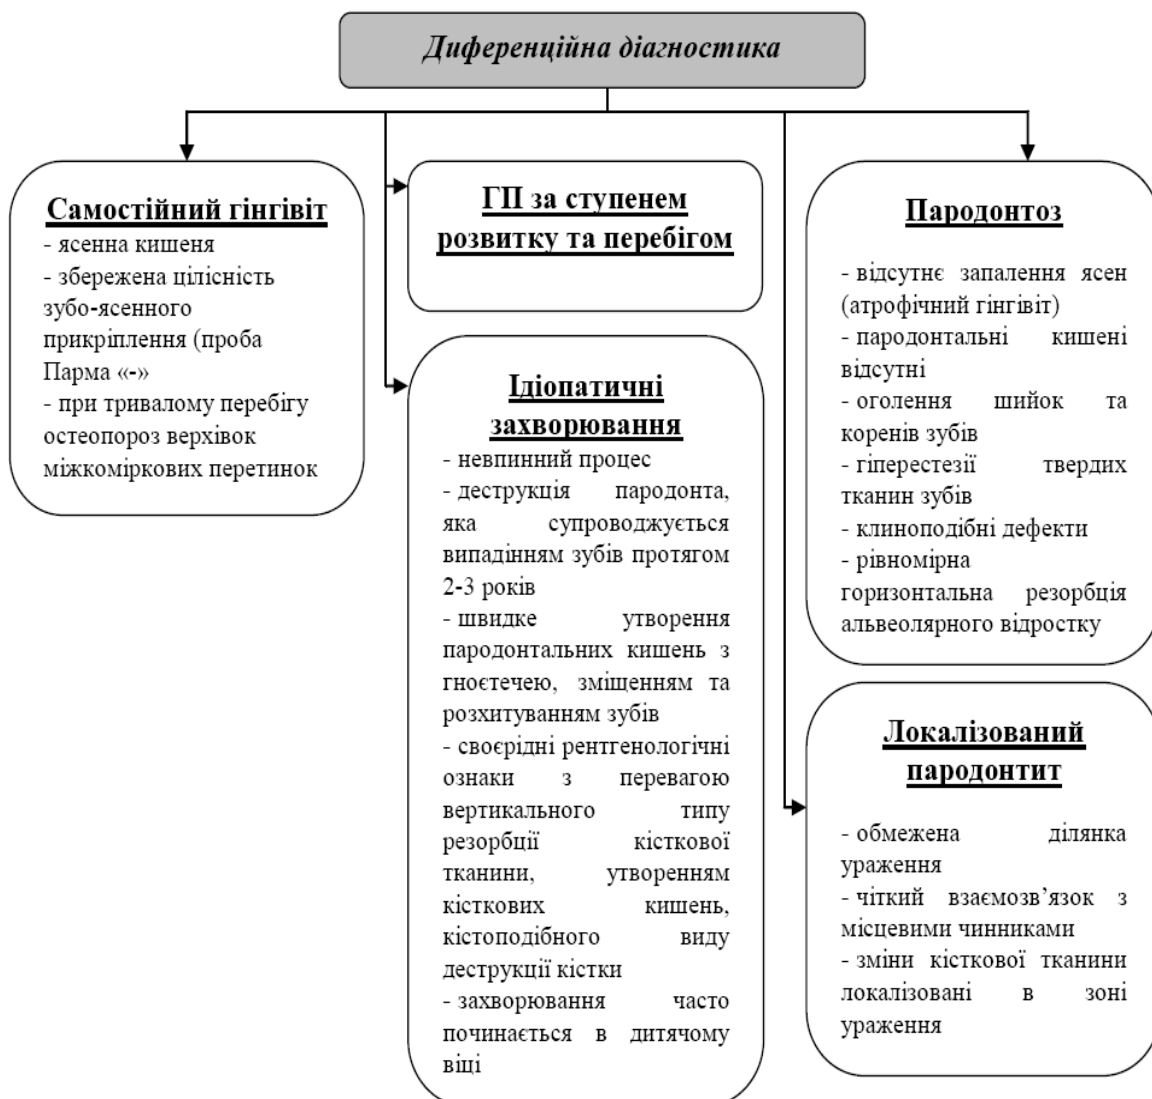 Диференційна діагностика
Самостійний гінгівіт
- ясенна кишеня
- збережена цілісність
зубо-ясенного
прикріплення (проба
Парма «-»
- при тривалому перебігу
остеопороз верхівок
міжкоміркових перетинок
ГП за ступенем
розвитку та перебігом
Ідіопатичні
захворювання
- невпинний процес
- деструкція пародонта,
яка супроводжується
випадінням зубів протягом
2-3 років
- швидке утворення
пародонтальних кишень з
гноєтечею, зміщенням та
розхитуванням зубів
- своєрідні рентгенологічні
ознаки з перевагою
вертикального типу
резорбції кісткової
тканини, утворенням
кісткових кишень,
кістоподібного виду
деструкції кістки
- захворювання часто
починається в дитячому
віці
Пародонтоз
- відсутнє запалення ясен
(атрофічний гінгівіт)
- пародонтальні кишені
відсутні
- оголення шийок та
коренів зубів
- гіперестезії твердих
тканин зубів
- клиноподібні дефекти
- рівномірна
горизонтальна резорбція
альвеолярного відростку
Локалізований
пародонтит
- обмежена ділянка
ураження
- чіткий взаємозв’язок з
місцевими чинниками
- зміни кісткової тканини
локалізовані в зоні
ураження